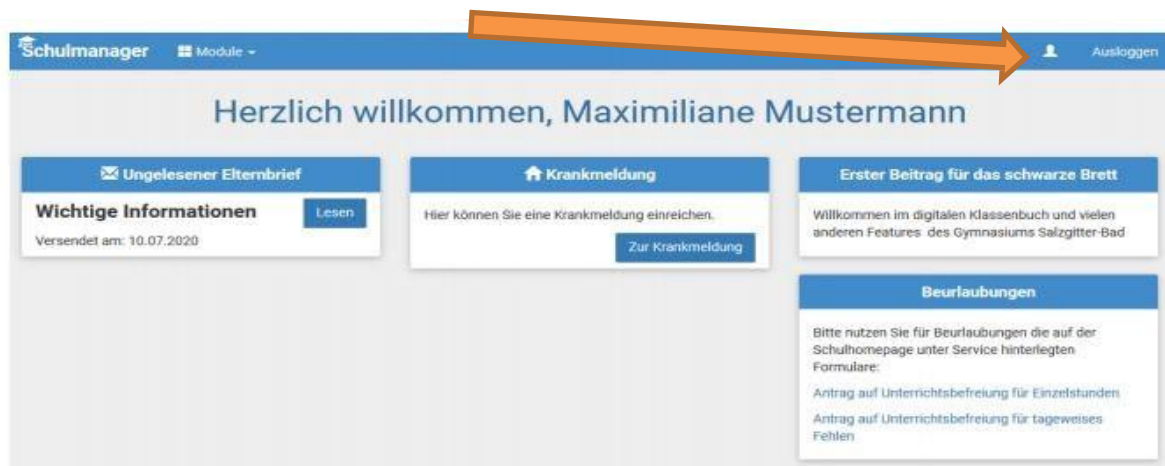 Schulmanager Module Ausloggen
Herzlich willkommen, Maximiliane Mustermann
Ungelesener Elternbrief
Wichtige Informationen Lesen
Versendet am: 10.07.2020
Krankmeldung
Hier können Sie eine Krankmeldung einreichen.
Zur Krankmeldung
Erster Beitrag für das schwarze Brett
Willkommen im digitalen Klassenbuch und vielen
anderen Features des Gymnasiums Salzgitter-Bad
Beurlaubungen
Bitte nutzen Sie für Beurlaubungen die auf der
Schulhomepage unter Service hinterlegten
Formulare:
Antrag auf Unterrichtsbefreiung für Einzelstunden
Antrag auf Unterrichtsbefreiung für tageweises
Fehlen